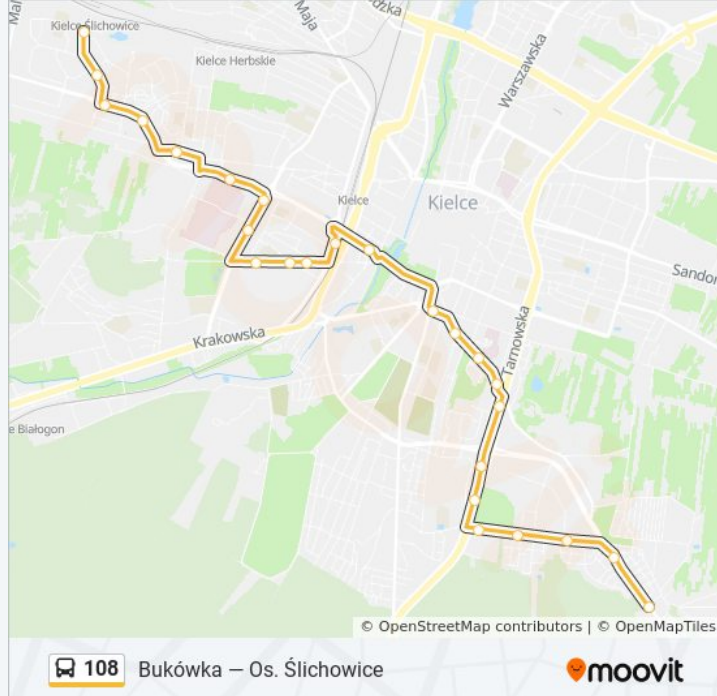 Maja
Kielce Ślichowice
Kielce Herbskie
Warszawska
Kielce
Kielce
Sandor
Krakowska
Tarnowska
e Białogon
© OpenStreetMap contributors | © OpenMapTiles
108 Bukówka — Os. Ślichowice
moovit